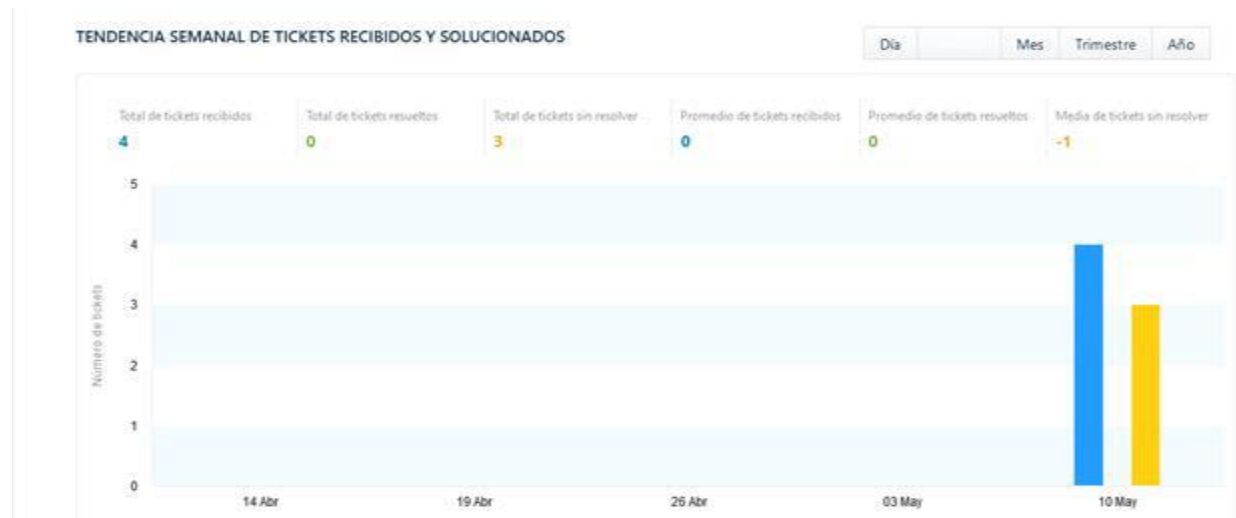 TENDENCIA SEMANAL DE TICKETS RECIBIDOS Y SOLUCIONADOS
Día Mes Trimestre Año
Total de tickets recibidos Total de tickets resueltos Total de tickets sin resolver Promedio de tickets recibidos Promedio de tickets resueltos Media de tickets sin resolver
4 0 3 0 0 -1
5
4
3
2
1
0
Número de tickets
14 Abr 19 Abr 26 Abr 03 May 10 May